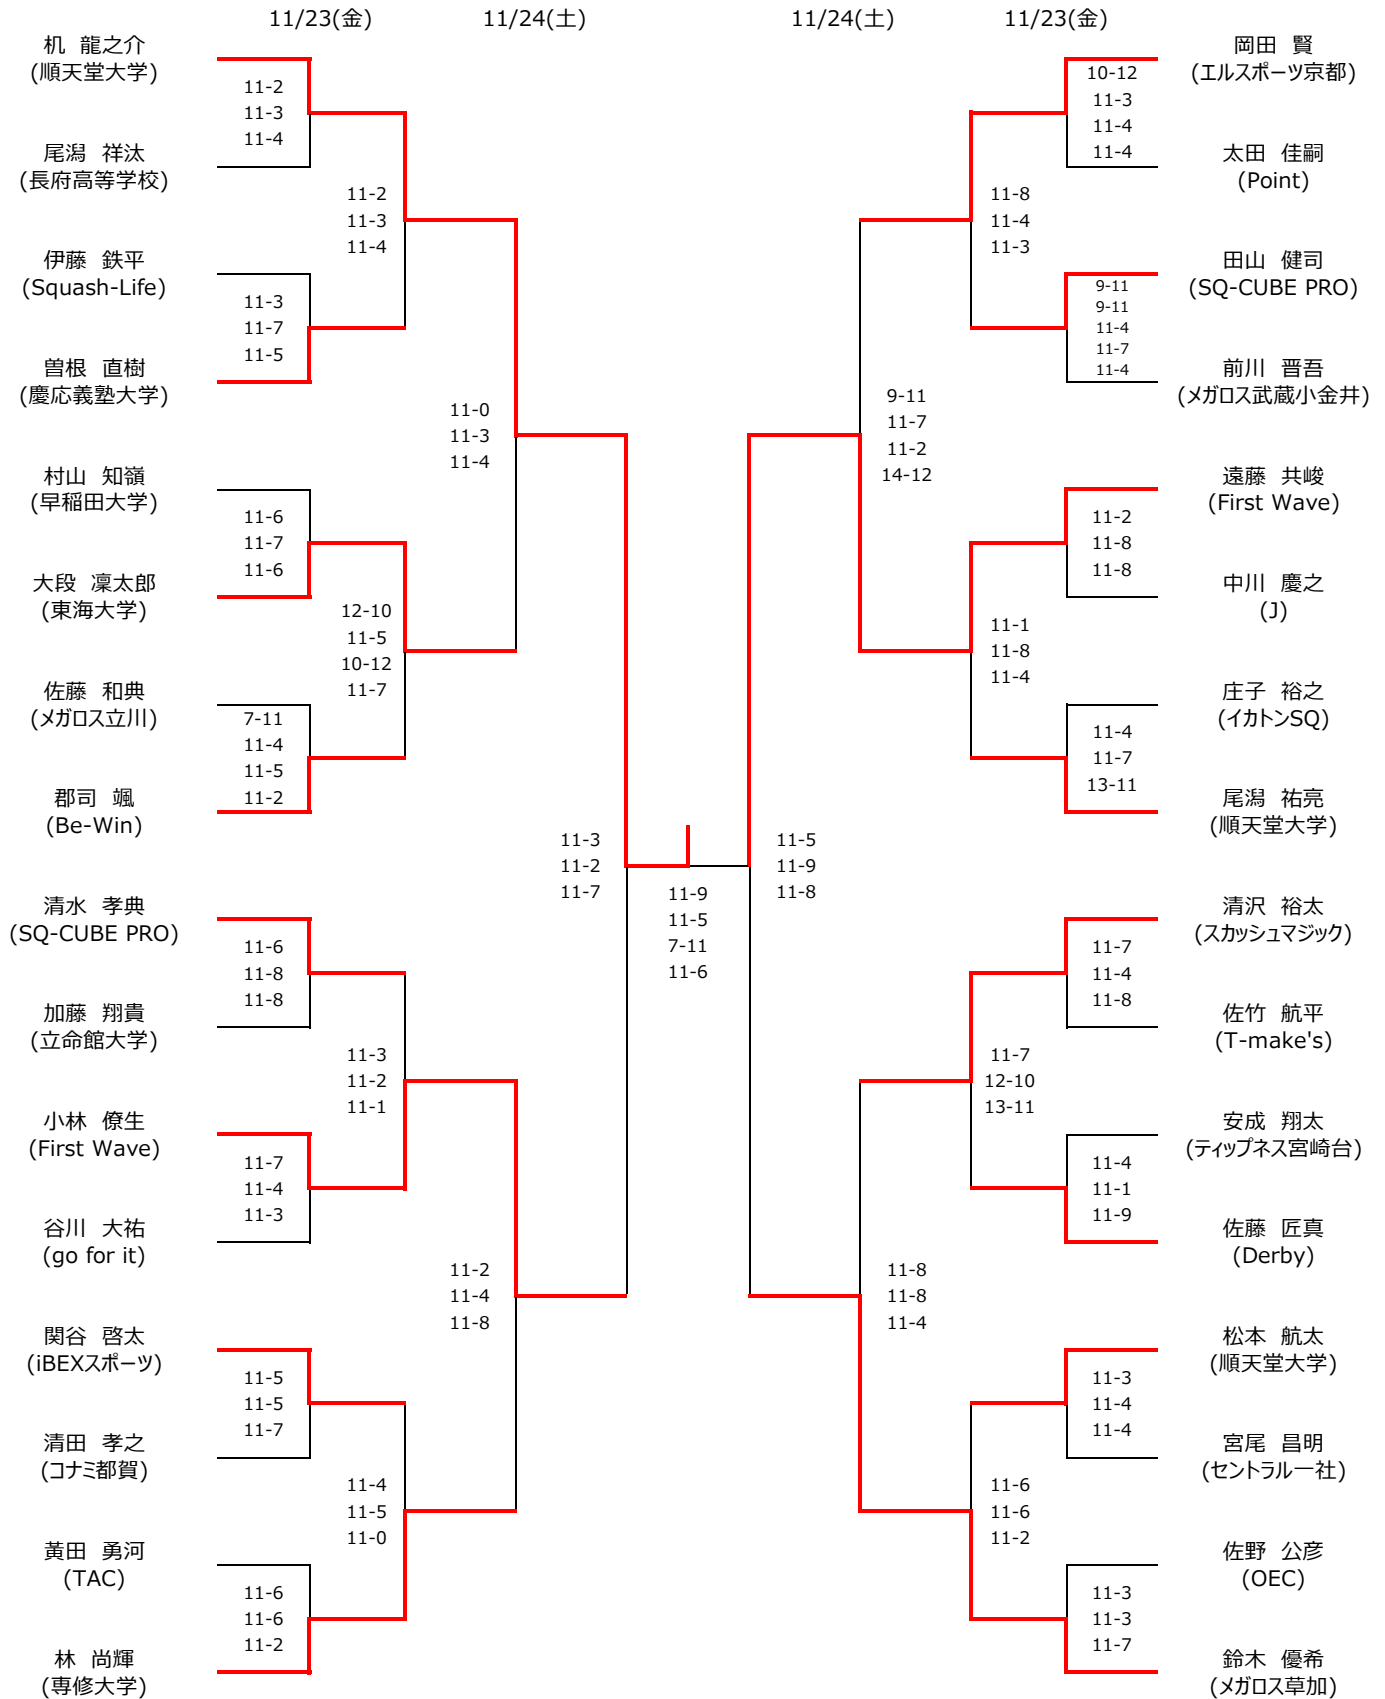 11/23(金)
11/24(土)
11/24(土)
11/23(金)
机 龍之介
(順天堂大学)
11-2
11-3
11-4
尾潟 祥汰
(長府高等学校)
11-2
11-3
11-4
伊藤 鉄平
(Squash-Life)
11-3
11-7
11-5
曽根 直樹
(慶応義塾大学)
11-0
11-3
11-4
村山 知嶺
(早稲田大学)
11-6
11-7
11-6
大段 凜太郎
(東海大学)
12-10
11-5
10-12
11-7
佐藤 和典
(メガロス立川)
7-11
11-4
11-5
11-2
郡司 颯
(Be-Win)
11-3
11-2
11-7
清水 孝典
(SQ-CUBE PRO)
11-6
11-8
11-8
加藤 翔貴
(立命館大学)
11-3
11-2
11-1
小林 僚生
(First Wave)
11-7
11-4
11-3
谷川 大祐
(go for it)
11-2
11-4
11-8
関谷 啓太
(iBEXスポーツ)
11-5
11-5
11-7
清田 孝之
(コナミ都賀)
11-4
11-5
11-0
黃田 勇河
(TAC)
11-6
11-6
11-2
林 尚輝
(専修大学)
11-9
11-5
7-11
11-6
岡田 賢
(エルスポーツ京都)
10-12
11-3
11-4
11-4
太田 佳嗣
(Point)
11-8
11-4
11-3
田山 健司
(SQ-CUBE PRO)
9-11
9-11
11-4
11-7
11-4
前川 晋吾
(メガロス武蔵小金井)
9-11
11-7
11-2
14-12
遠藤 共峻
(First Wave)
11-2
11-8
11-8
中川 慶之
(J)
11-1
11-8
11-4
庄子 裕之
(イカトンSQ)
11-4
11-7
13-11
尾潟 祐亮
(順天堂大学)
11-5
11-9
11-8
清沢 裕太
(スカッシュマジック)
11-7
11-4
11-8
佐竹 航平
(T-make's)
11-7
12-10
13-11
安成 翔太
(ティップネス宮崎台)
11-4
11-1
11-9
佐藤 匠真
(Derby)
11-8
11-8
11-4
松本 航太
(順天堂大学)
11-3
11-4
11-4
宮尾 昌明
(セントラル一社)
11-6
11-6
11-2
佐野 公彦
(OEC)
11-3
11-3
11-7
鈴木 優希
(メガロス草加)